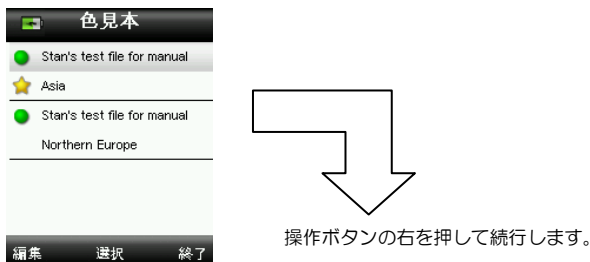 色見本
Stan's test file for manual
Asia
Stan's test file for manual
Northern Europe
編集 選択 終了
操作ボタンの右を押して続行します。